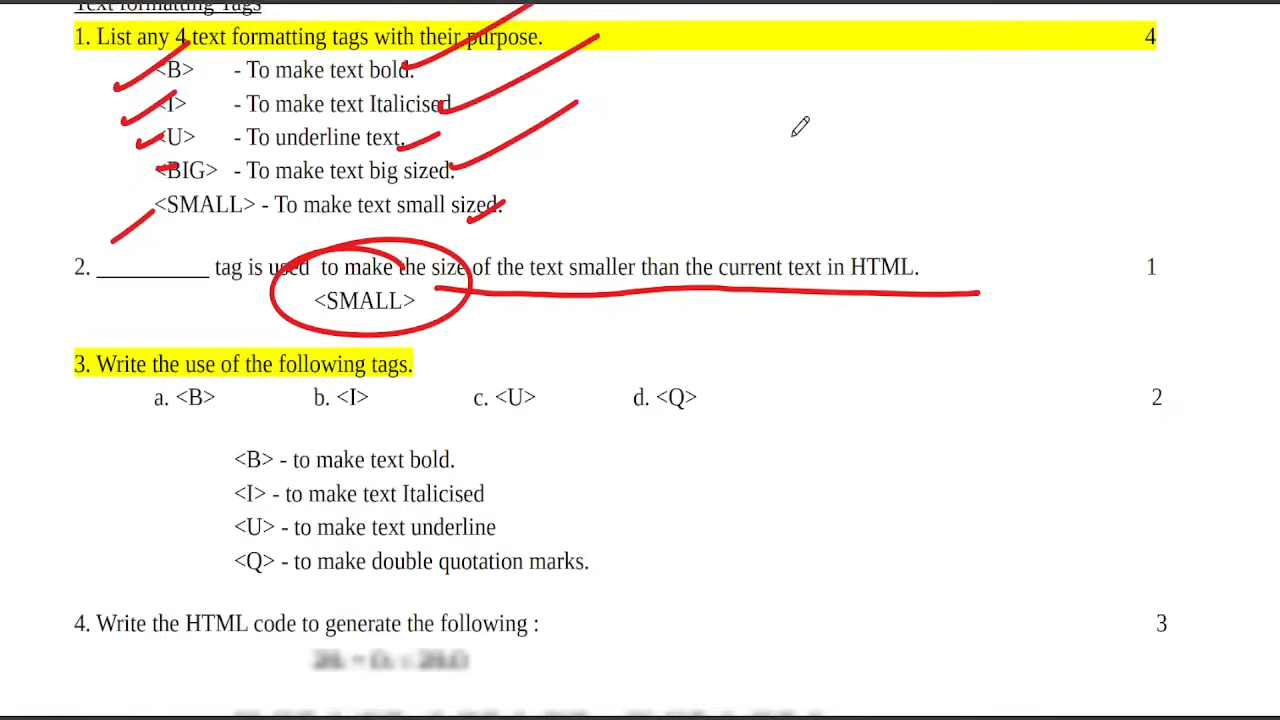 Text formatting Tags
1. List any 4 text formatting tags with their purpose. 4
<B> - To make text bold.
<I> - To make text Italicised
<U> - To underline text.
<BIG> - To make text big sized.
<SMALL> - To make text small sized.
2. __________ tag is used to make the size of the text smaller than the current text in HTML. 1
<SMALL>
3. Write the use of the following tags.
a. <B> b. <I> c. <U> d. <Q> 2
<B> - to make text bold.
<I> - to make text Italicised
<U> - to make text underline
<Q> - to make double quotation marks.
4. Write the HTML code to generate the following : 3